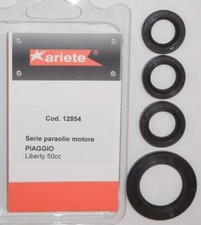 ariete
Cod. 12854
Serie paraolio motore
PIAGGIO
Liberty 50cc